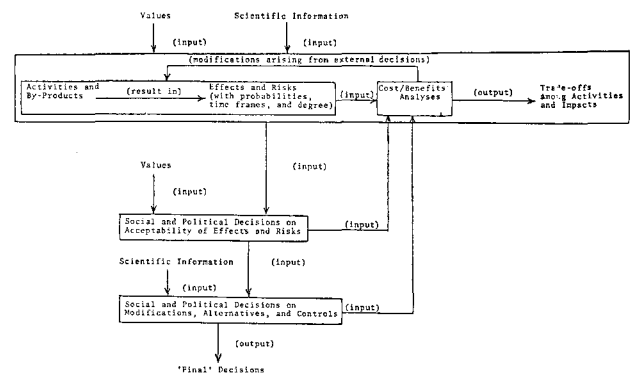 Values
Scientific Information
(input)
(input)
(modifications arising from external decisions)
Activities and
By-Products
(result in)
Effects and Risks
(with probabilities,
time frames, and degree)
(input)
Cost/Benefits
Analyses
(output)
Trade-offs
Among Activities
and Impacts
Values
(input)
(input)
Social and Political Decisions on
Acceptability of Effects and Risks
(input)
Scientific Information
(input)
(input)
Social and Political Decisions on
Modifications, Alternatives, and Controls
(input)
(output)
'Final' Decisions